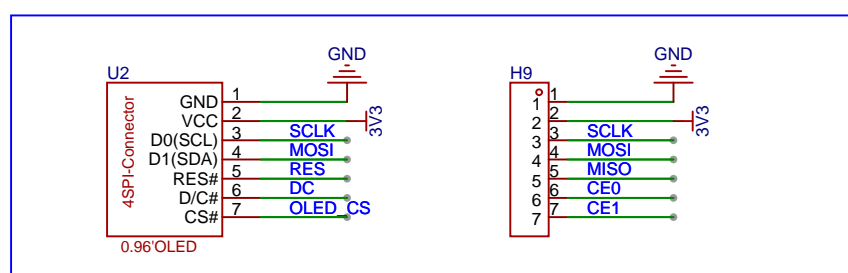 GND
U2
4SPI-Connector
GND 1
VCC 2 3V3
D0(SCL) 3 SCLK
D1(SDA) 4 MOSI
RES# 5 RES
D/C# 6 DC
CS# 7 OLED_CS
0.96'OLED
GND
H9
1 1
2 2 3V3
3 3 SCLK
4 4 MOSI
5 5 MISO
6 6 CE0
7 7 CE1